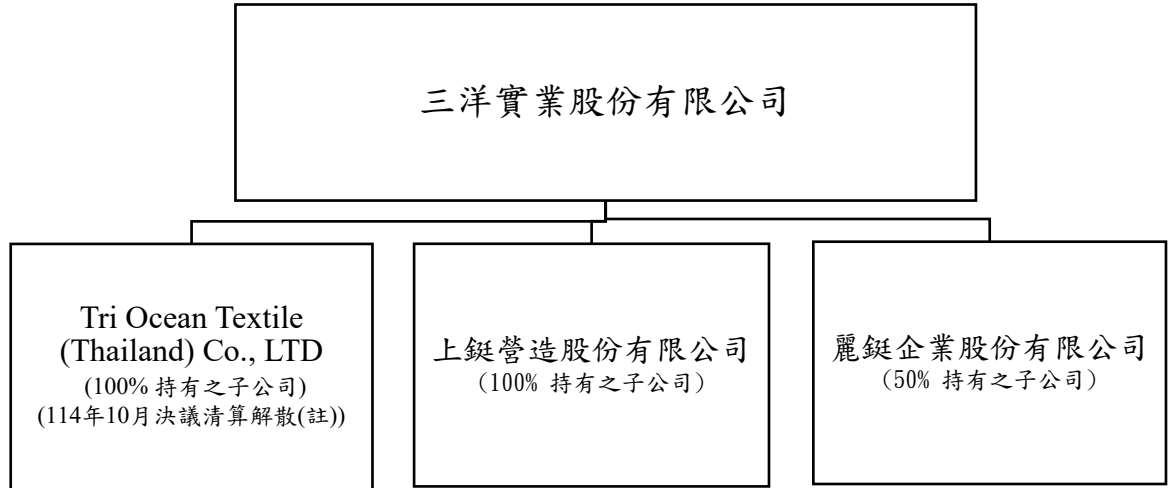 三洋實業股份有限公司
Tri Ocean Textile
(Thailand) Co., LTD
(100% 持有之子公司)
(114年10月決議清算解散(註))
上鋌營造股份有限公司
(100% 持有之子公司)
麗鋌企業股份有限公司
(50% 持有之子公司)